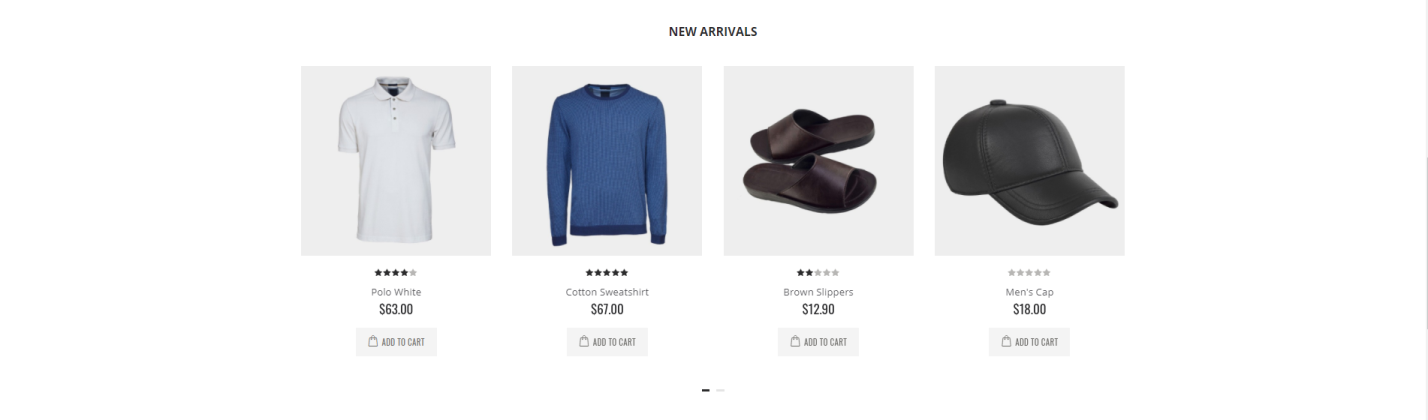 NEW ARRIVALS
Polo White
$63.00
ADD TO CART
Cotton Sweatshirt
$67.00
ADD TO CART
Brown Slippers
$12.90
ADD TO CART
Men's Cap
$18.00
ADD TO CART